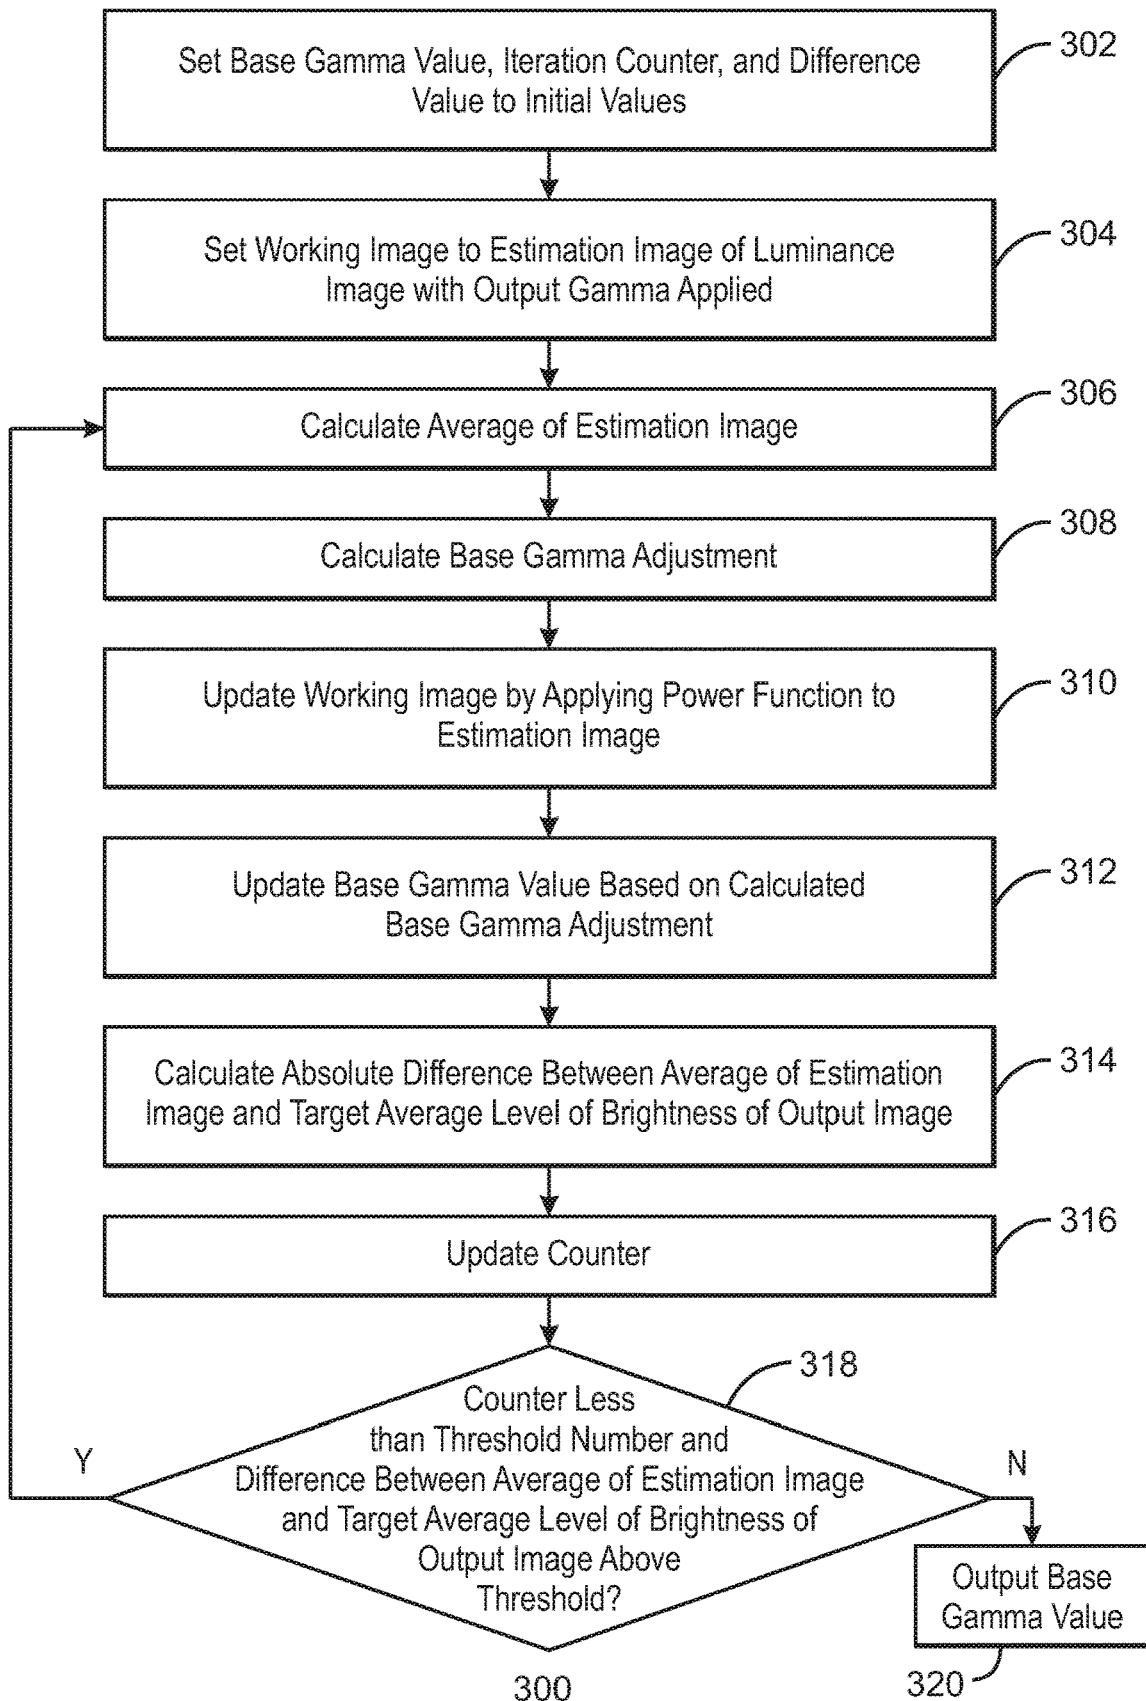 Set Base Gamma Value, Iteration Counter, and Difference
Value to Initial Values
302
Set Working Image to Estimation Image of Luminance
Image with Output Gamma Applied
304
Calculate Average of Estimation Image
306
Calculate Base Gamma Adjustment
308
Update Working Image by Applying Power Function to
Estimation Image
310
Update Base Gamma Value Based on Calculated
Base Gamma Adjustment
312
Calculate Absolute Difference Between Average of Estimation
Image and Target Average Level of Brightness of Output Image
314
Update Counter
316
318
Counter Less
than Threshold Number and
Difference Between Average of Estimation Image
and Target Average Level of Brightness of
Output Image Above
Threshold?
Y
N
Output Base
Gamma Value
320
300